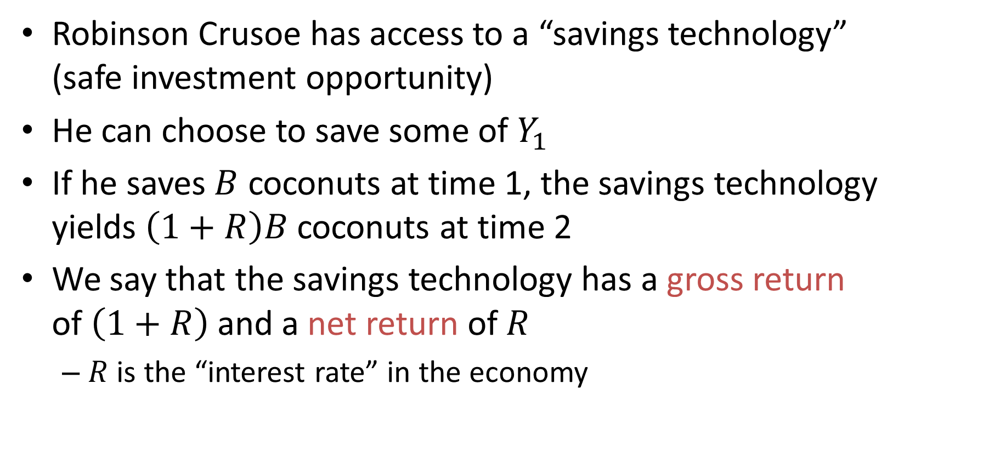 • Robinson Crusoe has access to a “savings technology”
(safe investment opportunity)
• He can choose to save some of Y₁
• If he saves B coconuts at time 1, the savings technology
yields (1 + R)B coconuts at time 2
• We say that the savings technology has a gross return
of (1 + R) and a net return of R
– R is the “interest rate” in the economy